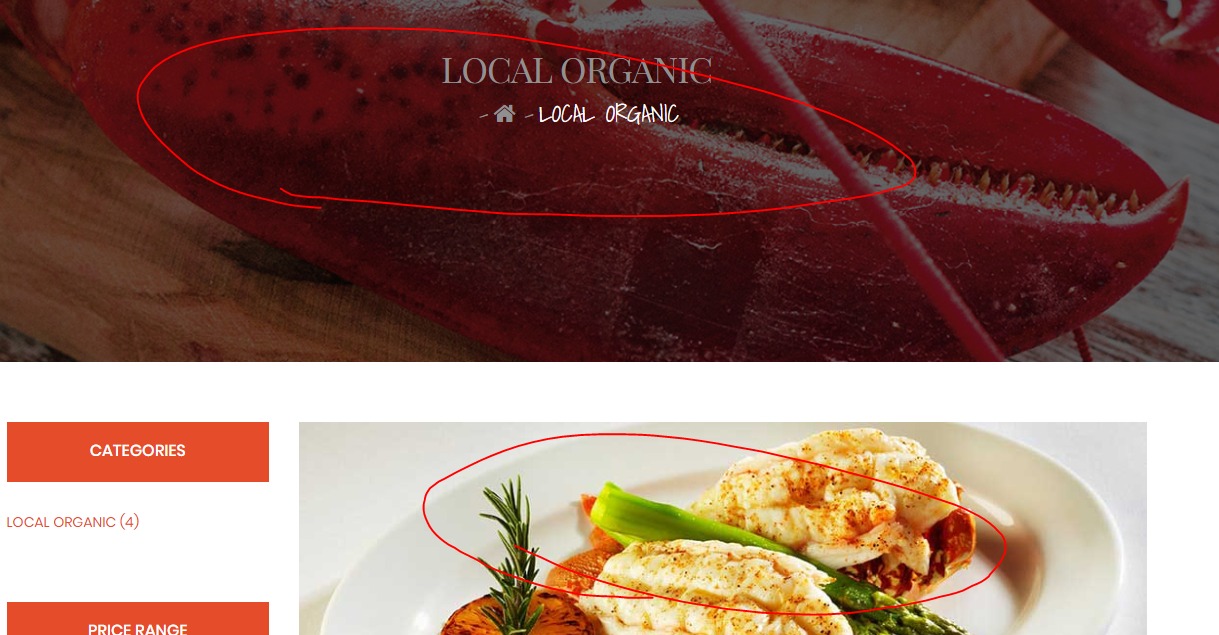 LOCAL ORGANIC
- - LOCAL ORGANIC
CATEGORIES
LOCAL ORGANIC (4)
PRICE RANGE